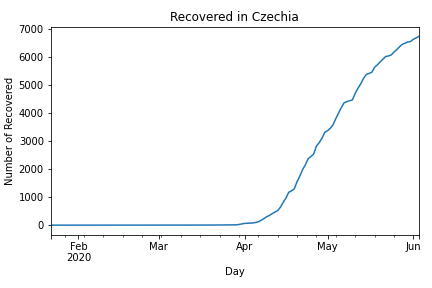 Recovered in Czechia
Number of Recovered
7000
6000
5000
4000
3000
2000
1000
0
Feb
2020
Mar
Apr
May
Jun
Day